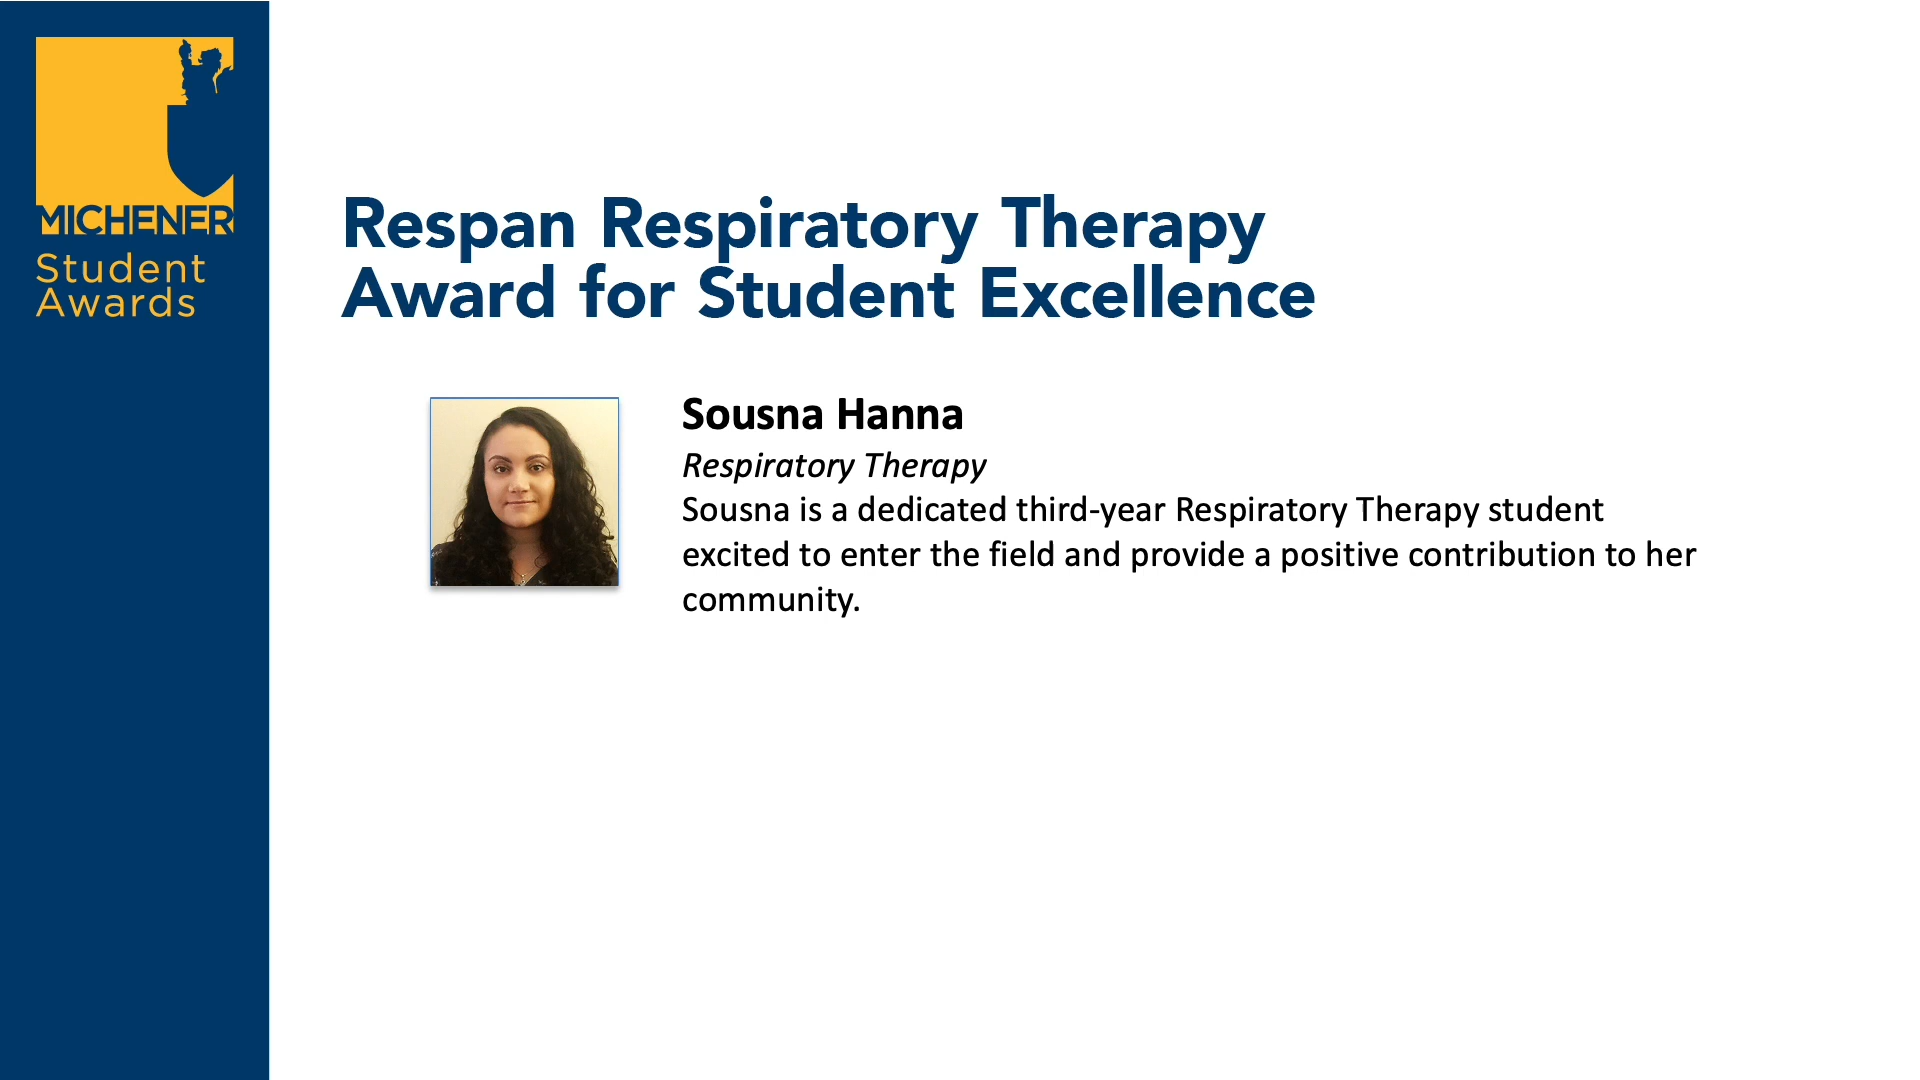 MICHENER
Student
Awards
Respan Respiratory Therapy
Award for Student Excellence
Sousna Hanna
Respiratory Therapy
Sousna is a dedicated third-year Respiratory Therapy student
excited to enter the field and provide a positive contribution to her
community.